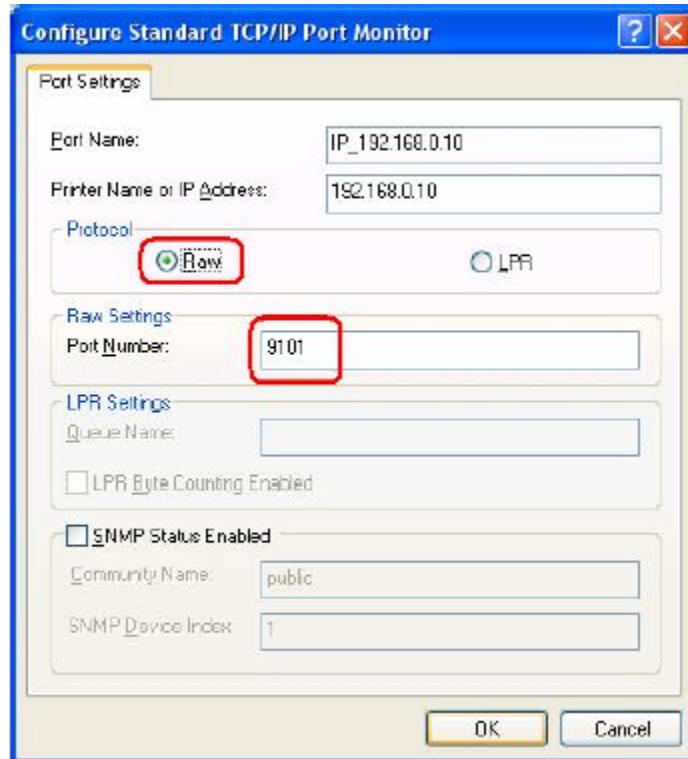 Configure Standard TCP/IP Port Monitor
Port Settings
Port Name: IP_192.168.0.10
Printer Name or IP Address: 192.168.0.10
Protocol
Raw LPR
Raw Settings
Port Number: 9101
LPR Settings
Queue Name:
LPR Byte Counting Enabled
SNMP Status Enabled
Community Name: public
SNMP Device Index: 1
OK Cancel